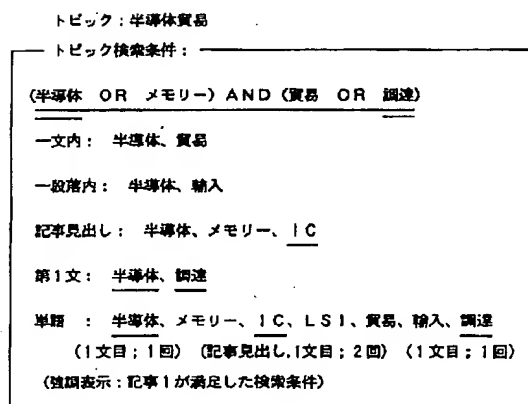 トピック：半導体貿易
トピック検索条件：
(半導体 OR メモリー) AND (貿易 OR 調達)
一文内： 半導体、貿易
一段落内： 半導体、輸入
記事見出し： 半導体、メモリー、IC
第1文： 半導体、調達
単語 ： 半導体、メモリー、IC、LSI、貿易、輸入、調達
(1文目；1回) (記事見出し,1文目；2回) (1文目；1回)
(強調表示：記事1が満足した検索条件)